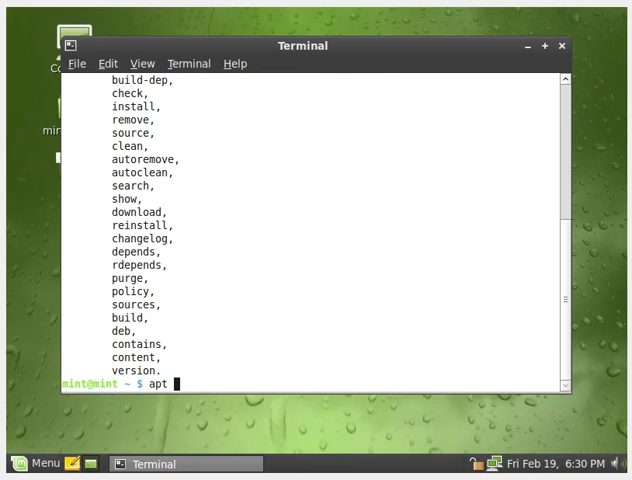 Terminal
File Edit View Terminal Help
build-dep,
check,
install,
remove,
source,
clean,
autoremove,
autoclean,
search,
show,
download,
reinstall,
changelog,
depends,
rdepends,
purge,
policy,
sources,
build,
deb,
contains,
content,
version.
mint@mint ~ $ apt
Menu Terminal Fri Feb 19, 6:30 PM